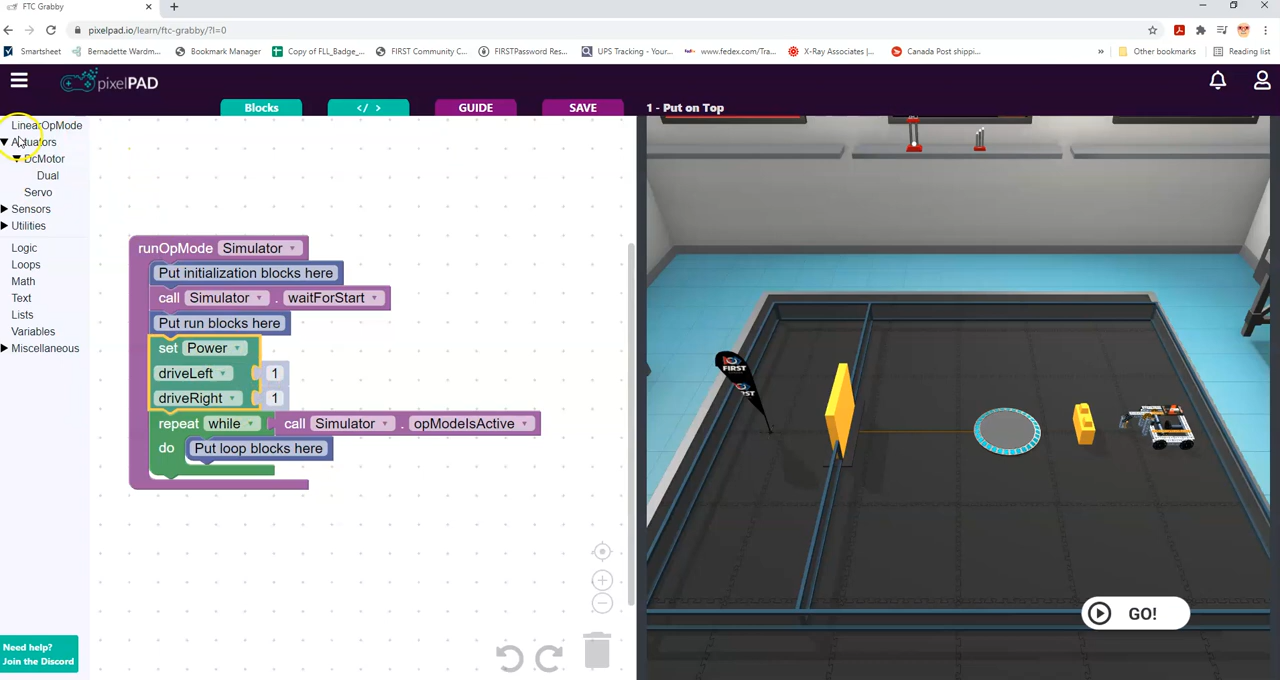 FTC Grabby
pixelpad.io/learn/ftc-grabby/?l=0
Smartsheet
Bernadette Wardm...
Bookmark Manager
Copy of FLL_Badge_...
FIRST Community C...
FIRSTPassword Res...
UPS Tracking - Your...
www.fedex.com/Tra...
X-Ray Associates |...
Canada Post shippi...
»
Other bookmarks
Reading list
pixelPAD
Blocks
</ >
GUIDE
SAVE
1 - Put on Top
LinearOpMode
Actuators
DcMotor
Dual
Servo
Sensors
Utilities
Logic
Loops
Math
Text
Lists
Variables
Miscellaneous
runOpMode Simulator
Put initialization blocks here
call Simulator . waitForStart
Put run blocks here
set Power
driveLeft 1
driveRight 1
repeat while call Simulator . opModeIsActive
do Put loop blocks here
FIRST
GO!
Need help?
Join the Discord